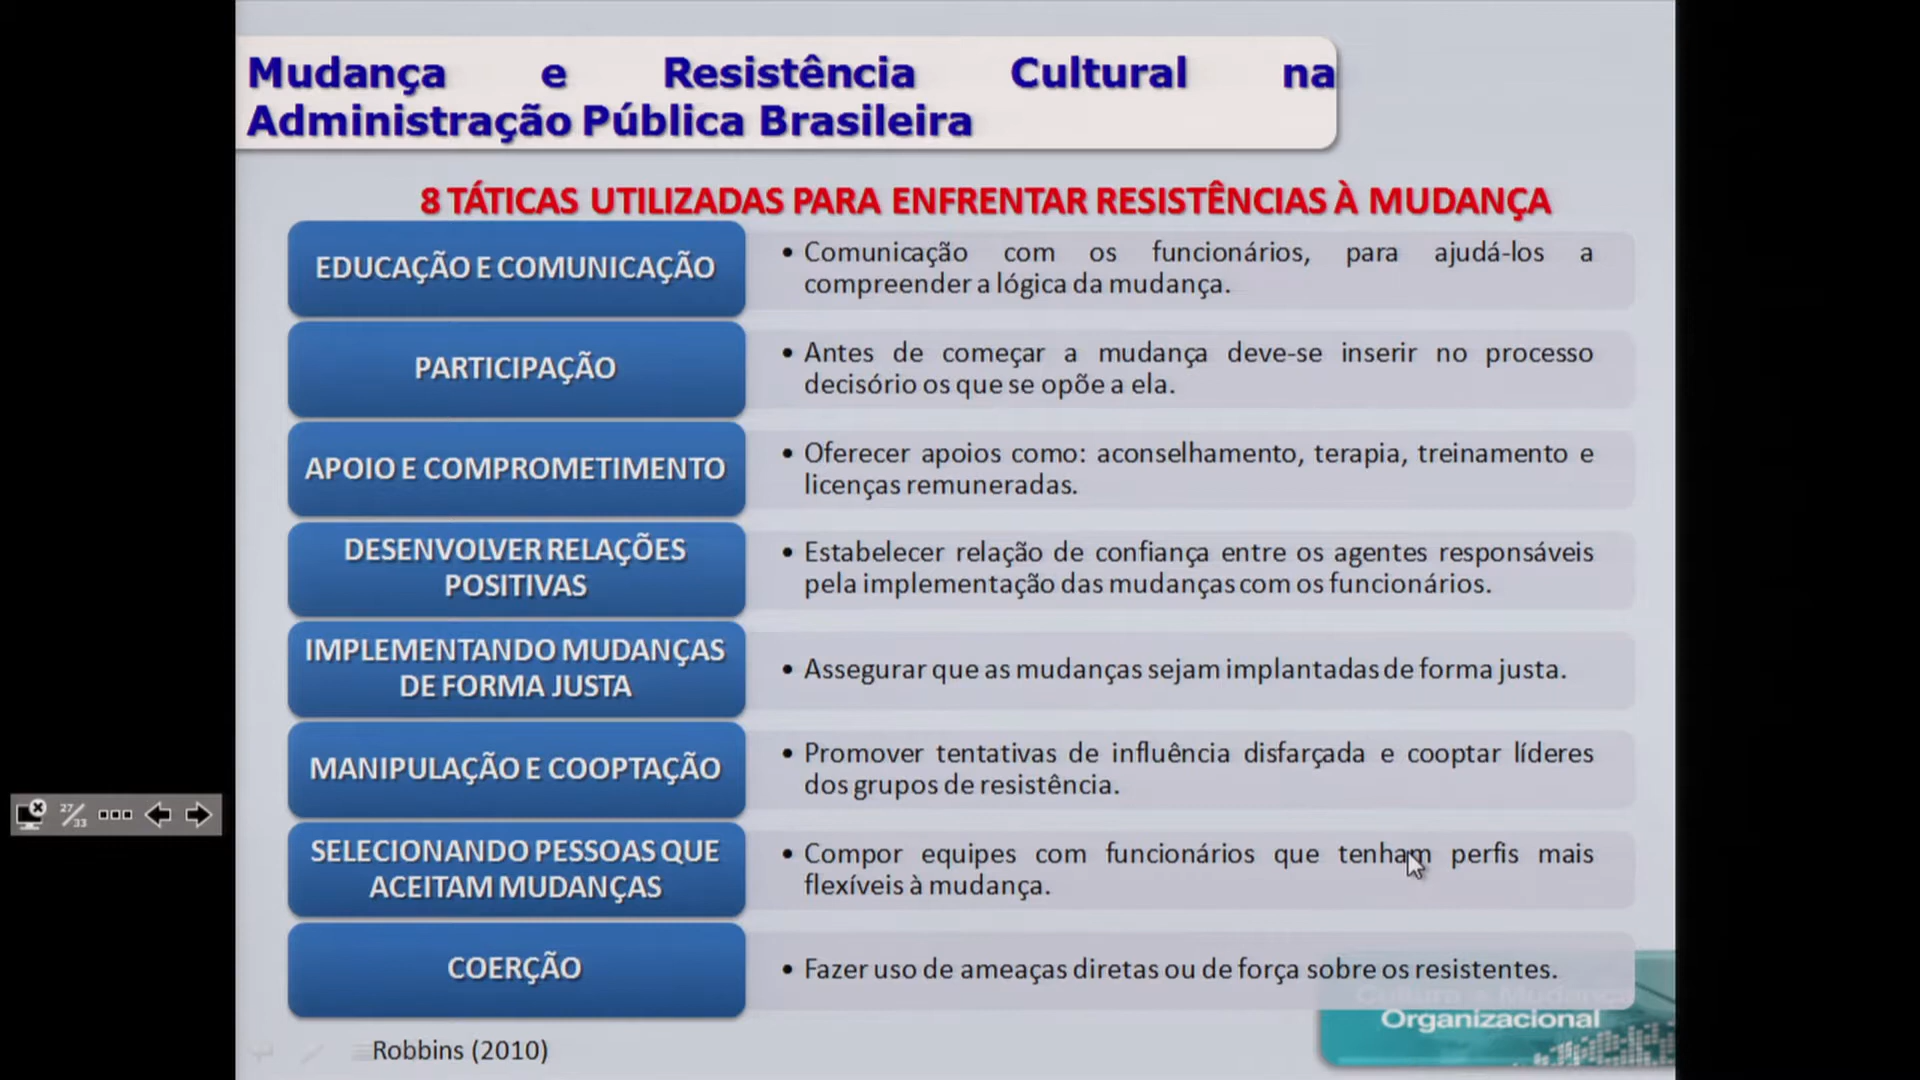 Mudança e Resistência Cultural na
Administração Pública Brasileira
8 TÁTICAS UTILIZADAS PARA ENFRENTAR RESISTÊNCIAS À MUDANÇA
EDUCAÇÃO E COMUNICAÇÃO
• Comunicação com os funcionários, para ajudá-los a
compreender a lógica da mudança.
PARTICIPAÇÃO
• Antes de começar a mudança deve-se inserir no processo
decisório os que se opõe a ela.
APOIO E COMPROMETIMENTO
• Oferecer apoios como: aconselhamento, terapia, treinamento e
licenças remuneradas.
DESENVOLVER RELAÇÕES
POSITIVAS
• Estabelecer relação de confiança entre os agentes responsáveis
pela implementação das mudanças com os funcionários.
IMPLEMENTANDO MUDANÇAS
DE FORMA JUSTA
• Assegurar que as mudanças sejam implantadas de forma justa.
MANIPULAÇÃO E COOPTAÇÃO
• Promover tentativas de influência disfarçada e cooptar líderes
dos grupos de resistência.
SELECIONANDO PESSOAS QUE
ACEITAM MUDANÇAS
• Compor equipes com funcionários que tenham perfis mais
flexíveis à mudança.
COERÇÃO
• Fazer uso de ameaças diretas ou de força sobre os resistentes.
Cultura e Mudança
Organizacional
Robbins (2010)
27/33